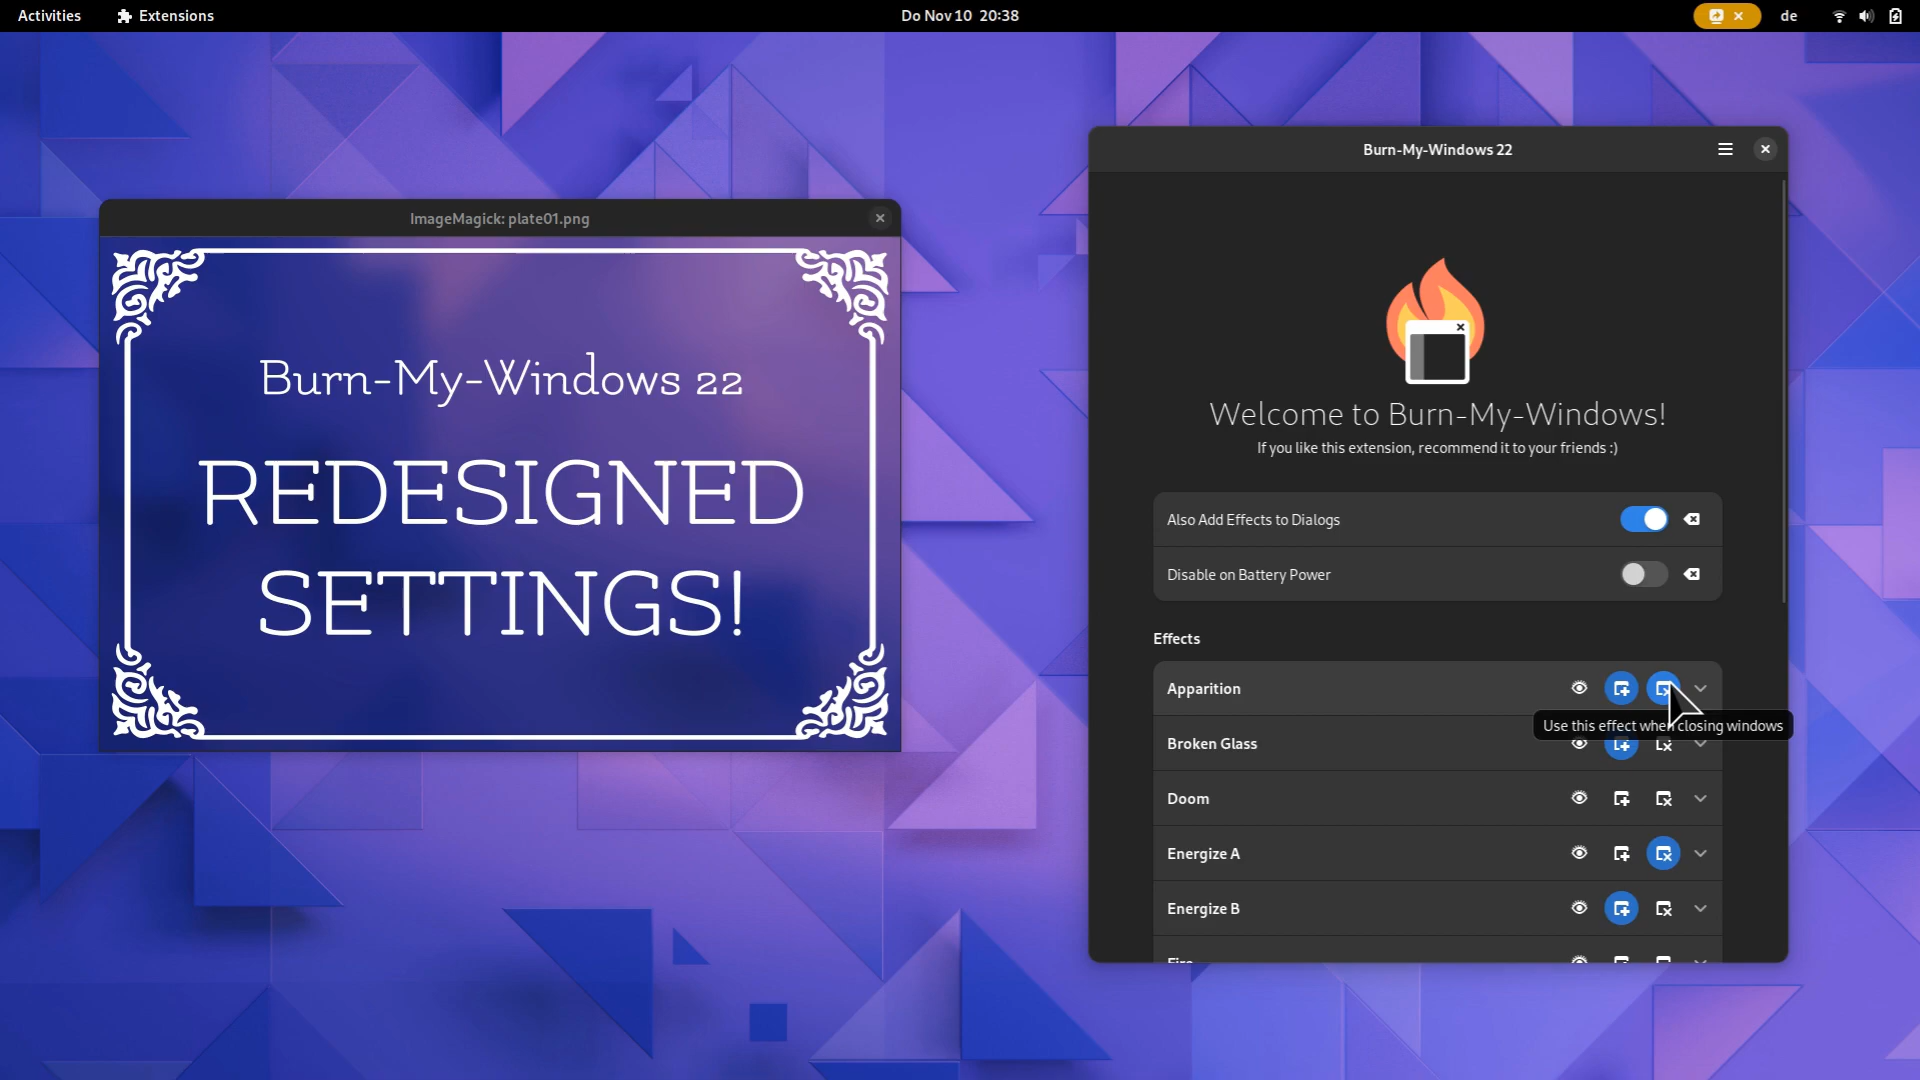 Activities
Extensions
Do Nov 10 20:38
de
ImageMagick: plate01.png
Burn-My-Windows 22
REDESIGNED
SETTINGS!
Burn-My-Windows 22
Welcome to Burn-My-Windows!
If you like this extension, recommend it to your friends :)
Also Add Effects to Dialogs
Disable on Battery Power
Effects
Apparition
Use this effect when closing windows
Broken Glass
Doom
Energize A
Energize B
Fire